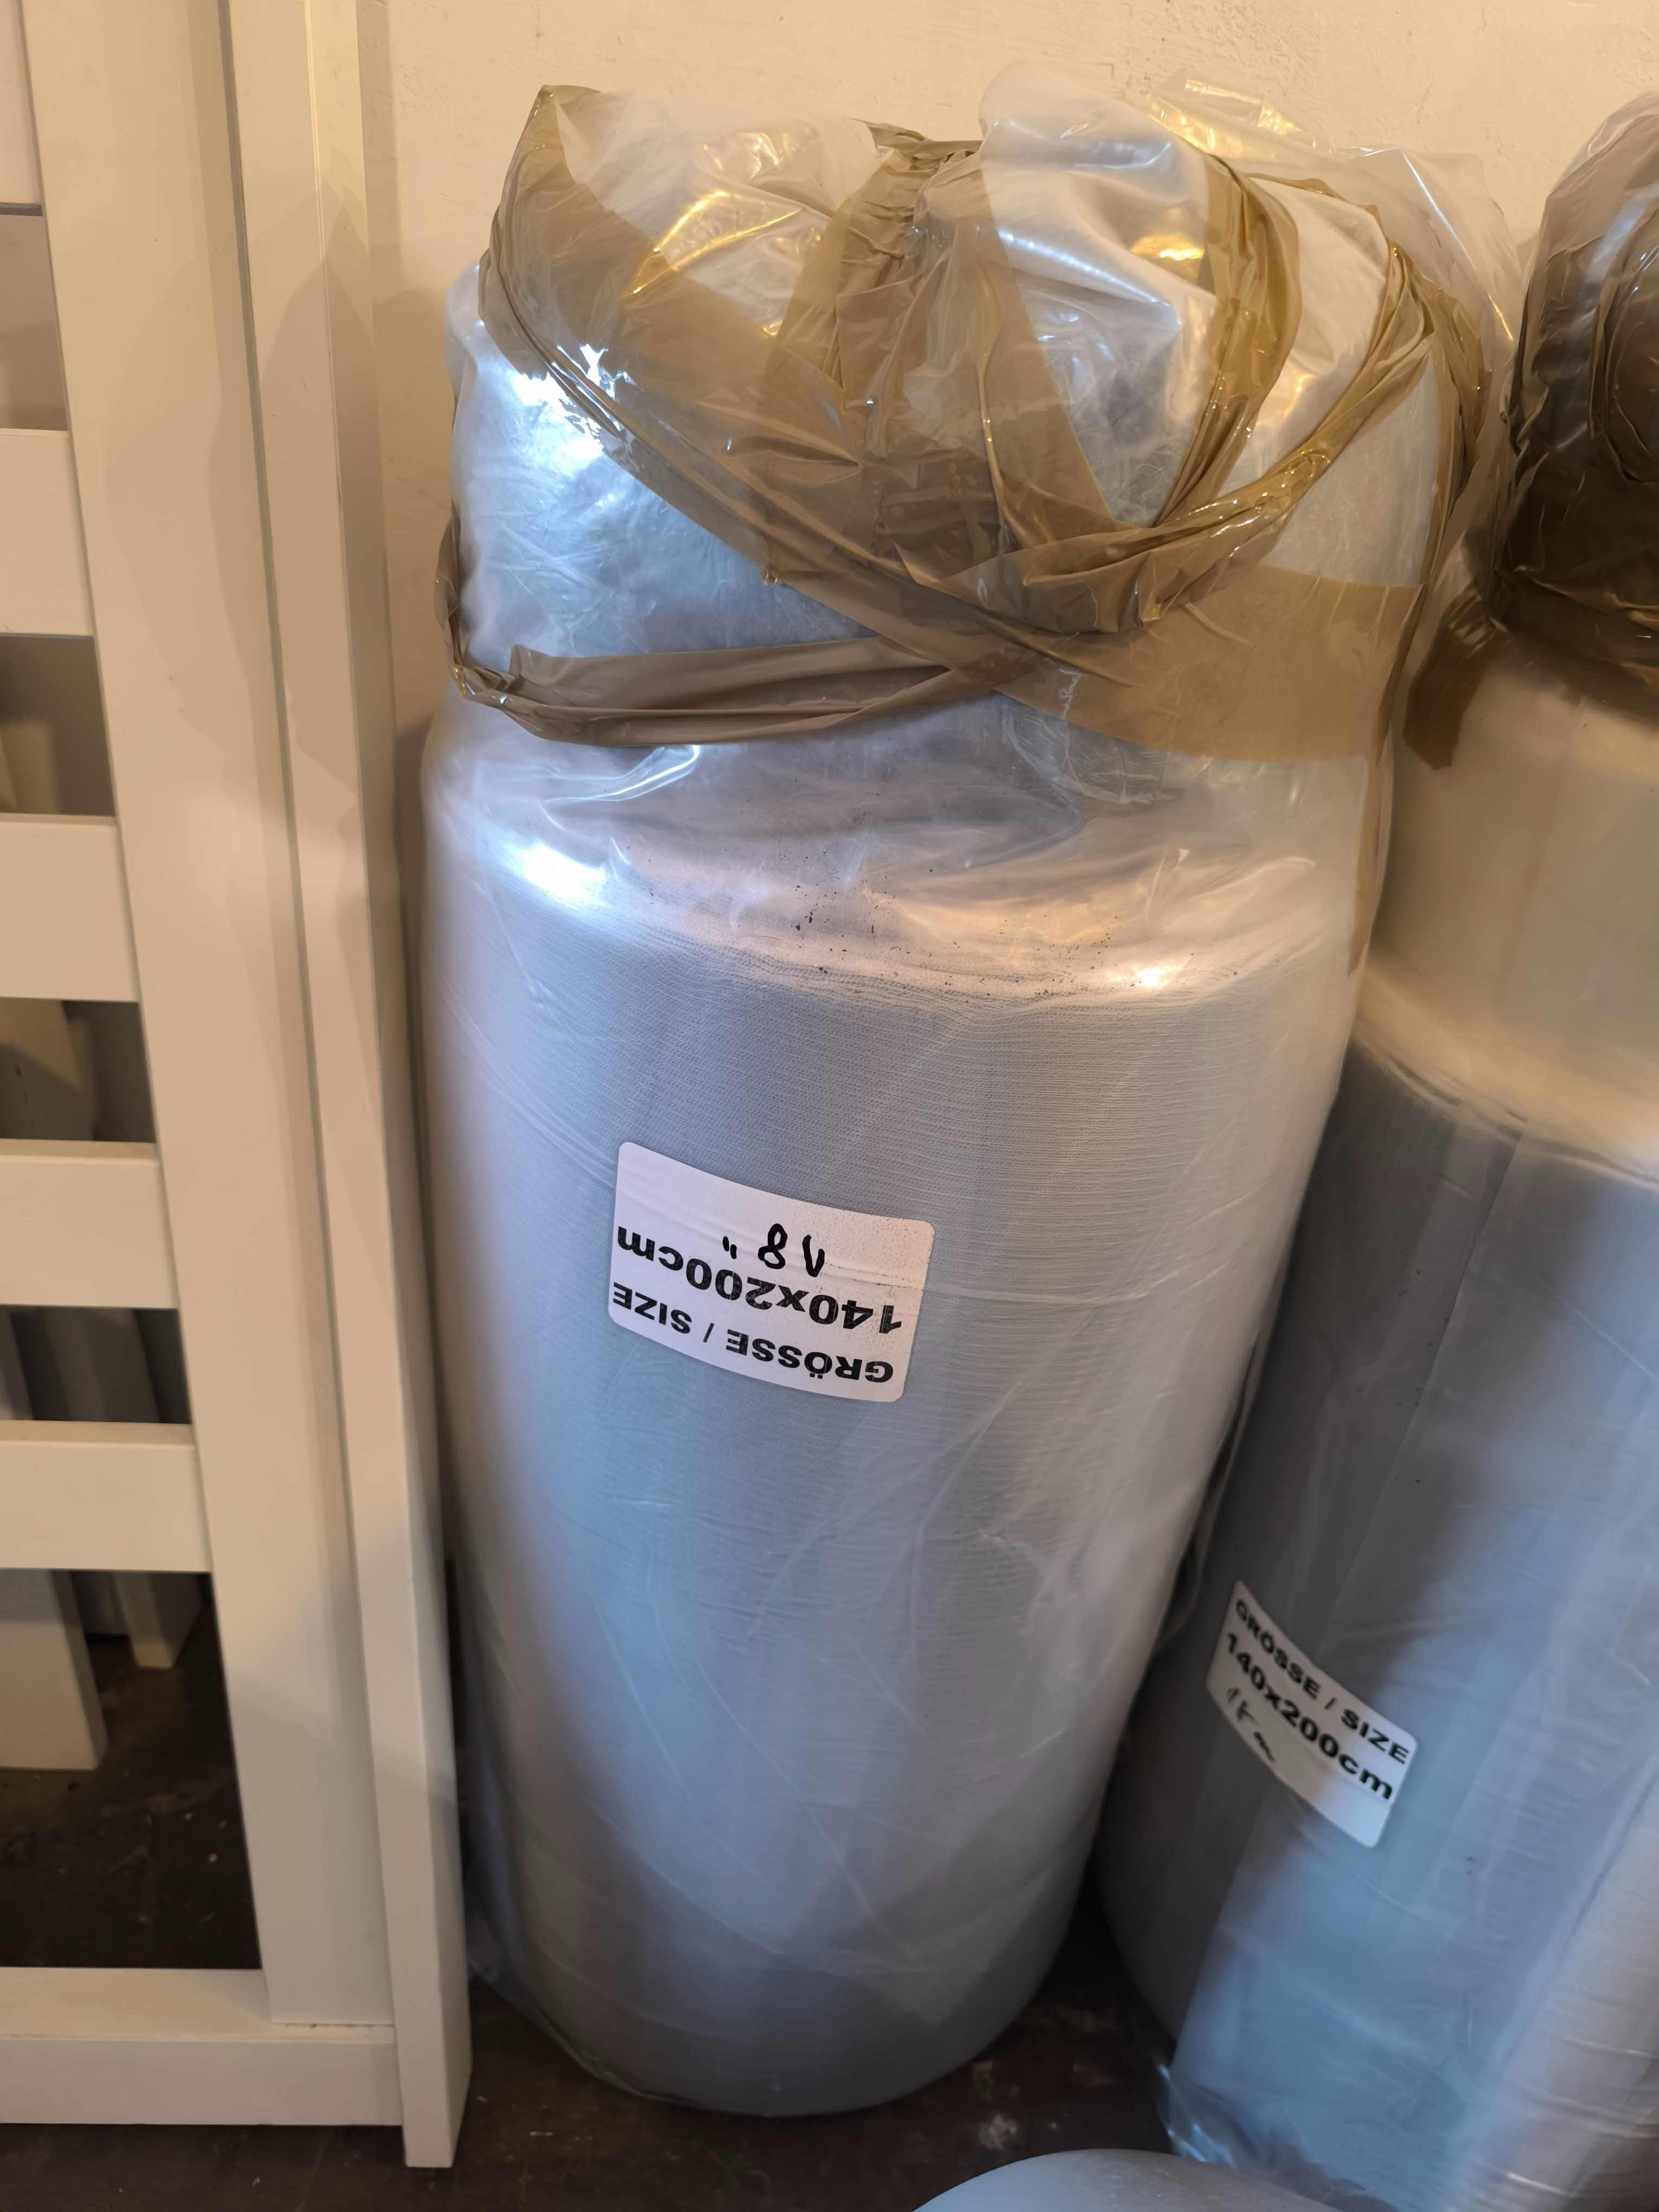 GRÖSSE / SIZE
140x200cm
18"
GRÖSSE / SIZE
140x200cm